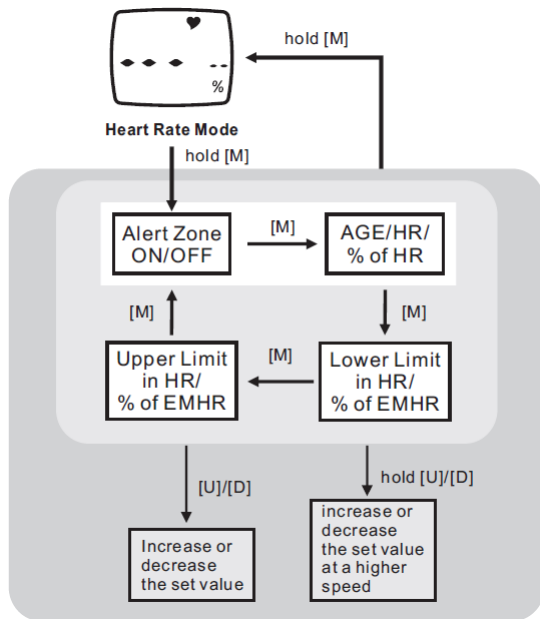 hold [M]
%
Heart Rate Mode
hold [M]
Alert Zone
ON/OFF
[M]
AGE/HR/
% of HR
[M]
[M]
Upper Limit
in HR/
% of EMHR
[M]
Lower Limit
in HR/
% of EMHR
[U]/[D]
hold [U]/[D]
Increase or
decrease
the set value
increase or
decrease
the set value
at a higher
speed